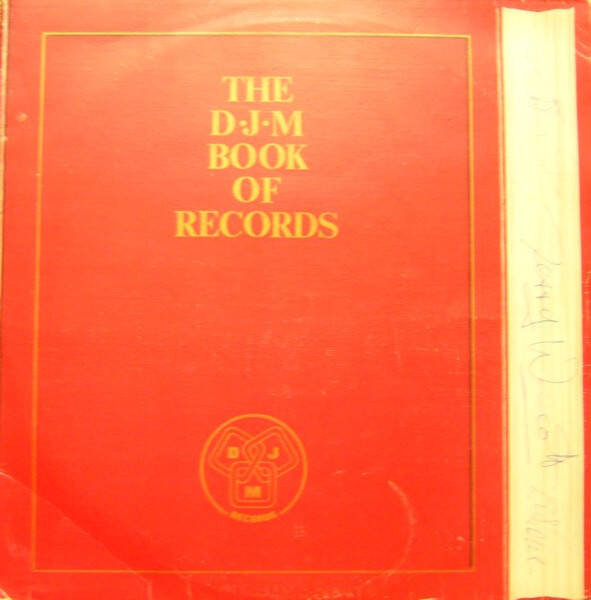 THE
D·J·M
BOOK
OF
RECORDS
D J
M
RECORDS